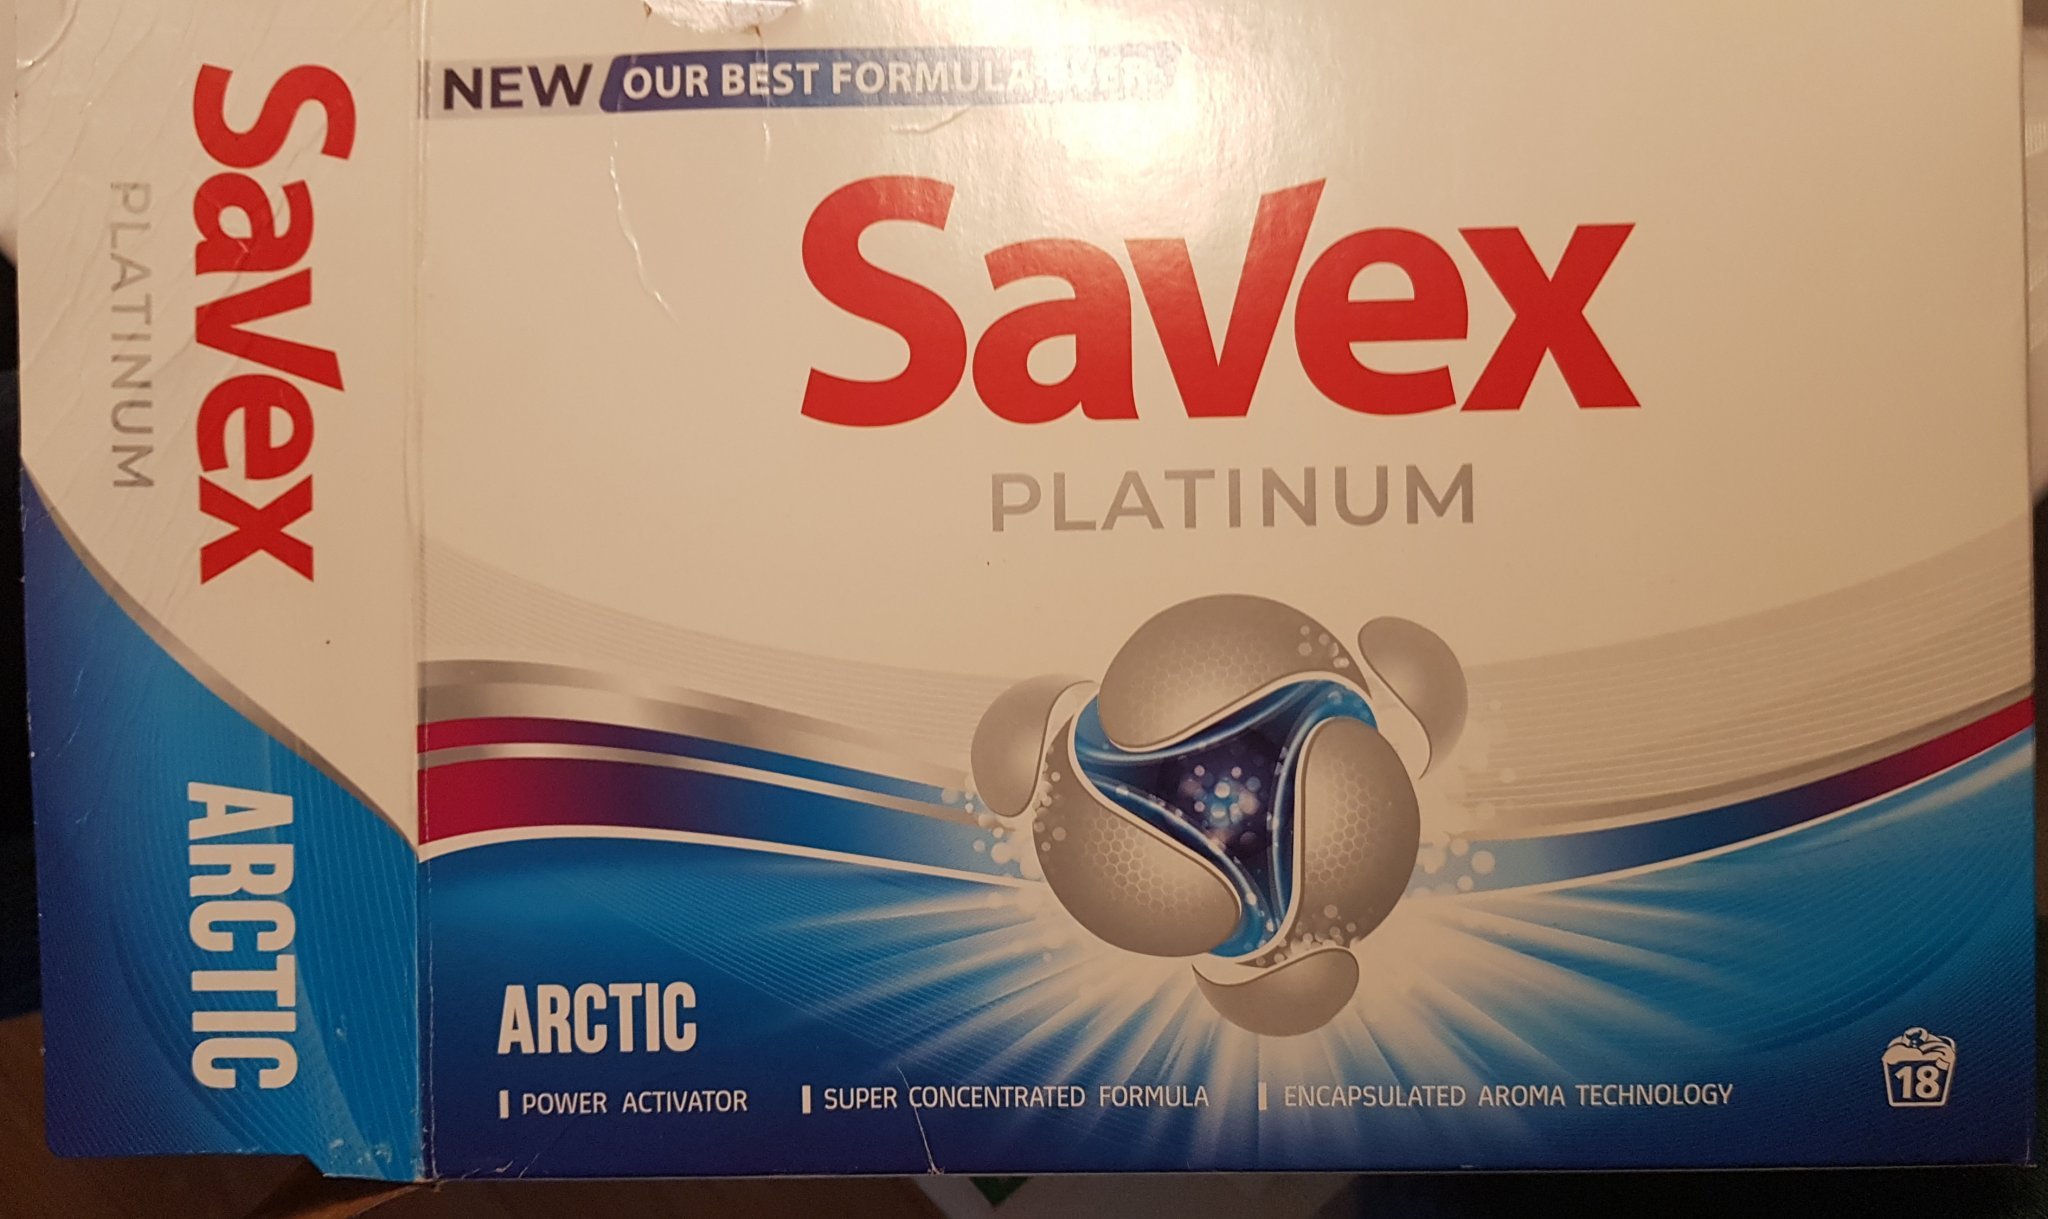 NEW OUR BEST FORMULA EVER
Savex
PLATINUM
ARCTIC
POWER ACTIVATOR SUPER CONCENTRATED FORMULA ENCAPSULATED AROMA TECHNOLOGY
18
Savex
PLATINUM
ARCTIC